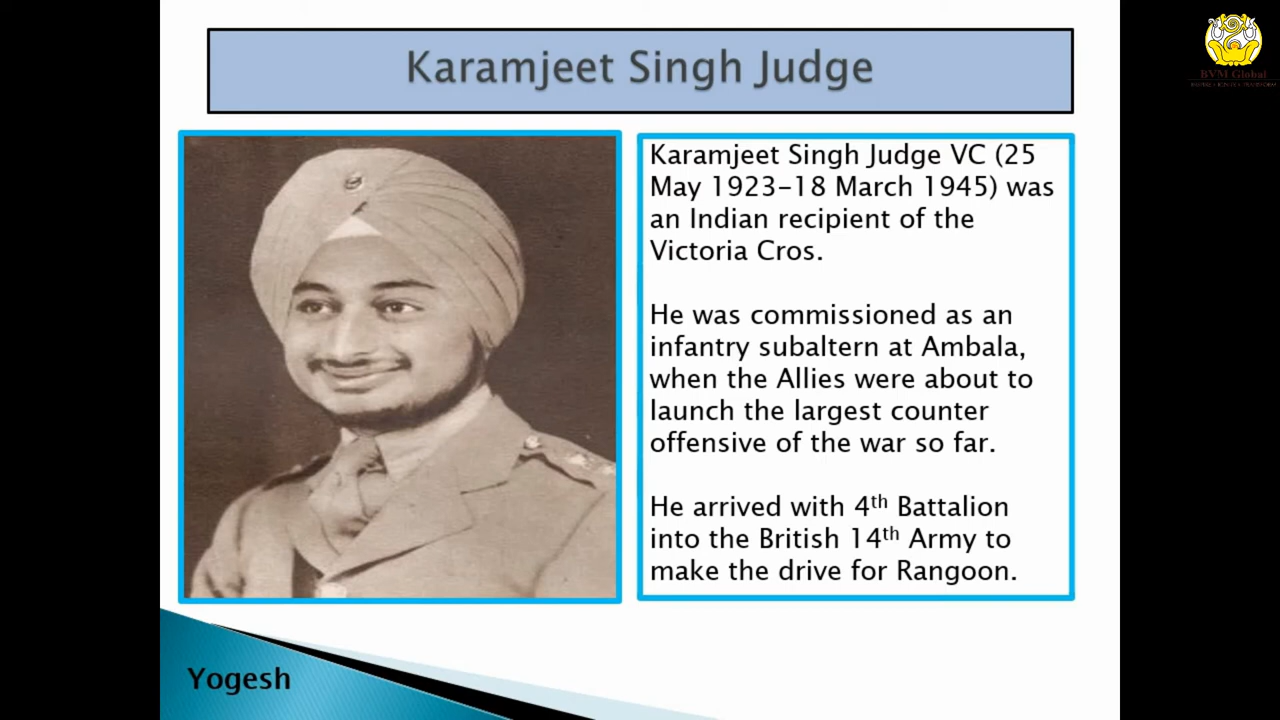 Karamjeet Singh Judge
BVM Global
Karamjeet Singh Judge VC (25
May 1923-18 March 1945) was
an Indian recipient of the
Victoria Cros.
He was commissioned as an
infantry subaltern at Ambala,
when the Allies were about to
launch the largest counter
offensive of the war so far.
He arrived with 4th Battalion
into the British 14th Army to
make the drive for Rangoon.
Yogesh